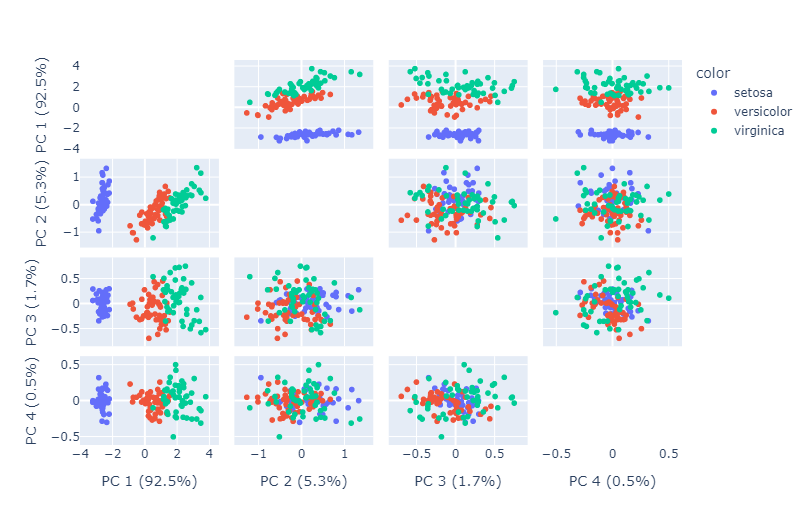 color
setosa
versicolor
virginica
PC 1 (92.5%)
4
2
0
−2
−4
PC 2 (5.3%)
1
0
−1
PC 3 (1.7%)
0.5
0
−0.5
PC 4 (0.5%)
0.5
0
−0.5
−4 −2 0 2 4
−1 0 1
−0.5 0 0.5
−0.5 0 0.5
PC 1 (92.5%)
PC 2 (5.3%)
PC 3 (1.7%)
PC 4 (0.5%)